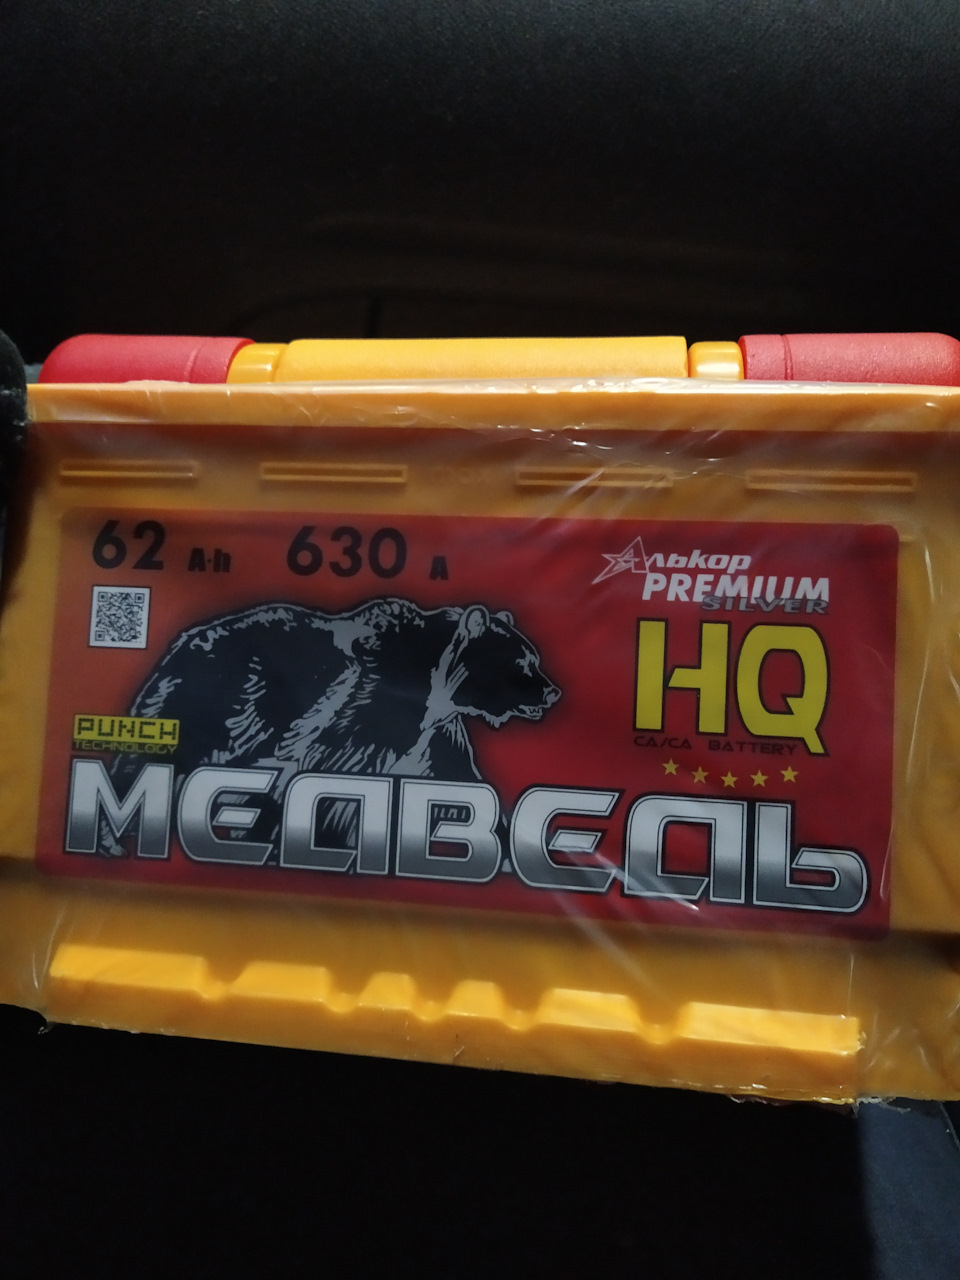 62 A·h 630 A
Алькор
PREMIUM
SILVER
HQ
CA/CA BATTERY
PUNCH
TECHNOLOGY
МЕДВЕДЬ